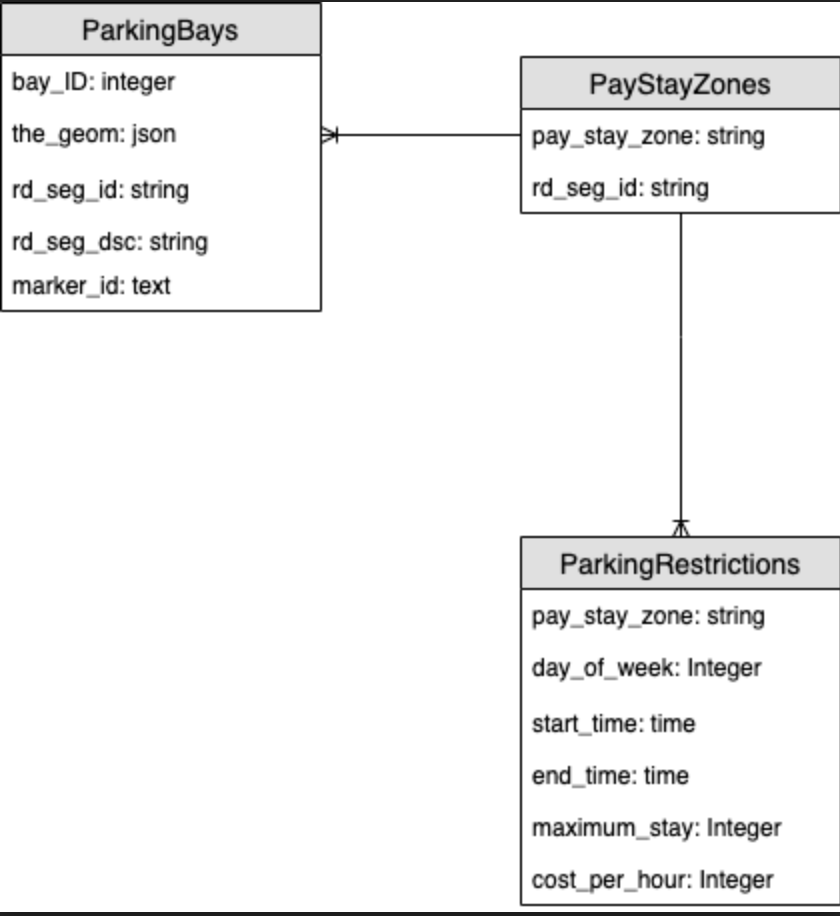 ParkingBays
bay_ID: integer
the_geom: json
rd_seg_id: string
rd_seg_dsc: string
marker_id: text
PayStayZones
pay_stay_zone: string
rd_seg_id: string
ParkingRestrictions
pay_stay_zone: string
day_of_week: Integer
start_time: time
end_time: time
maximum_stay: Integer
cost_per_hour: Integer